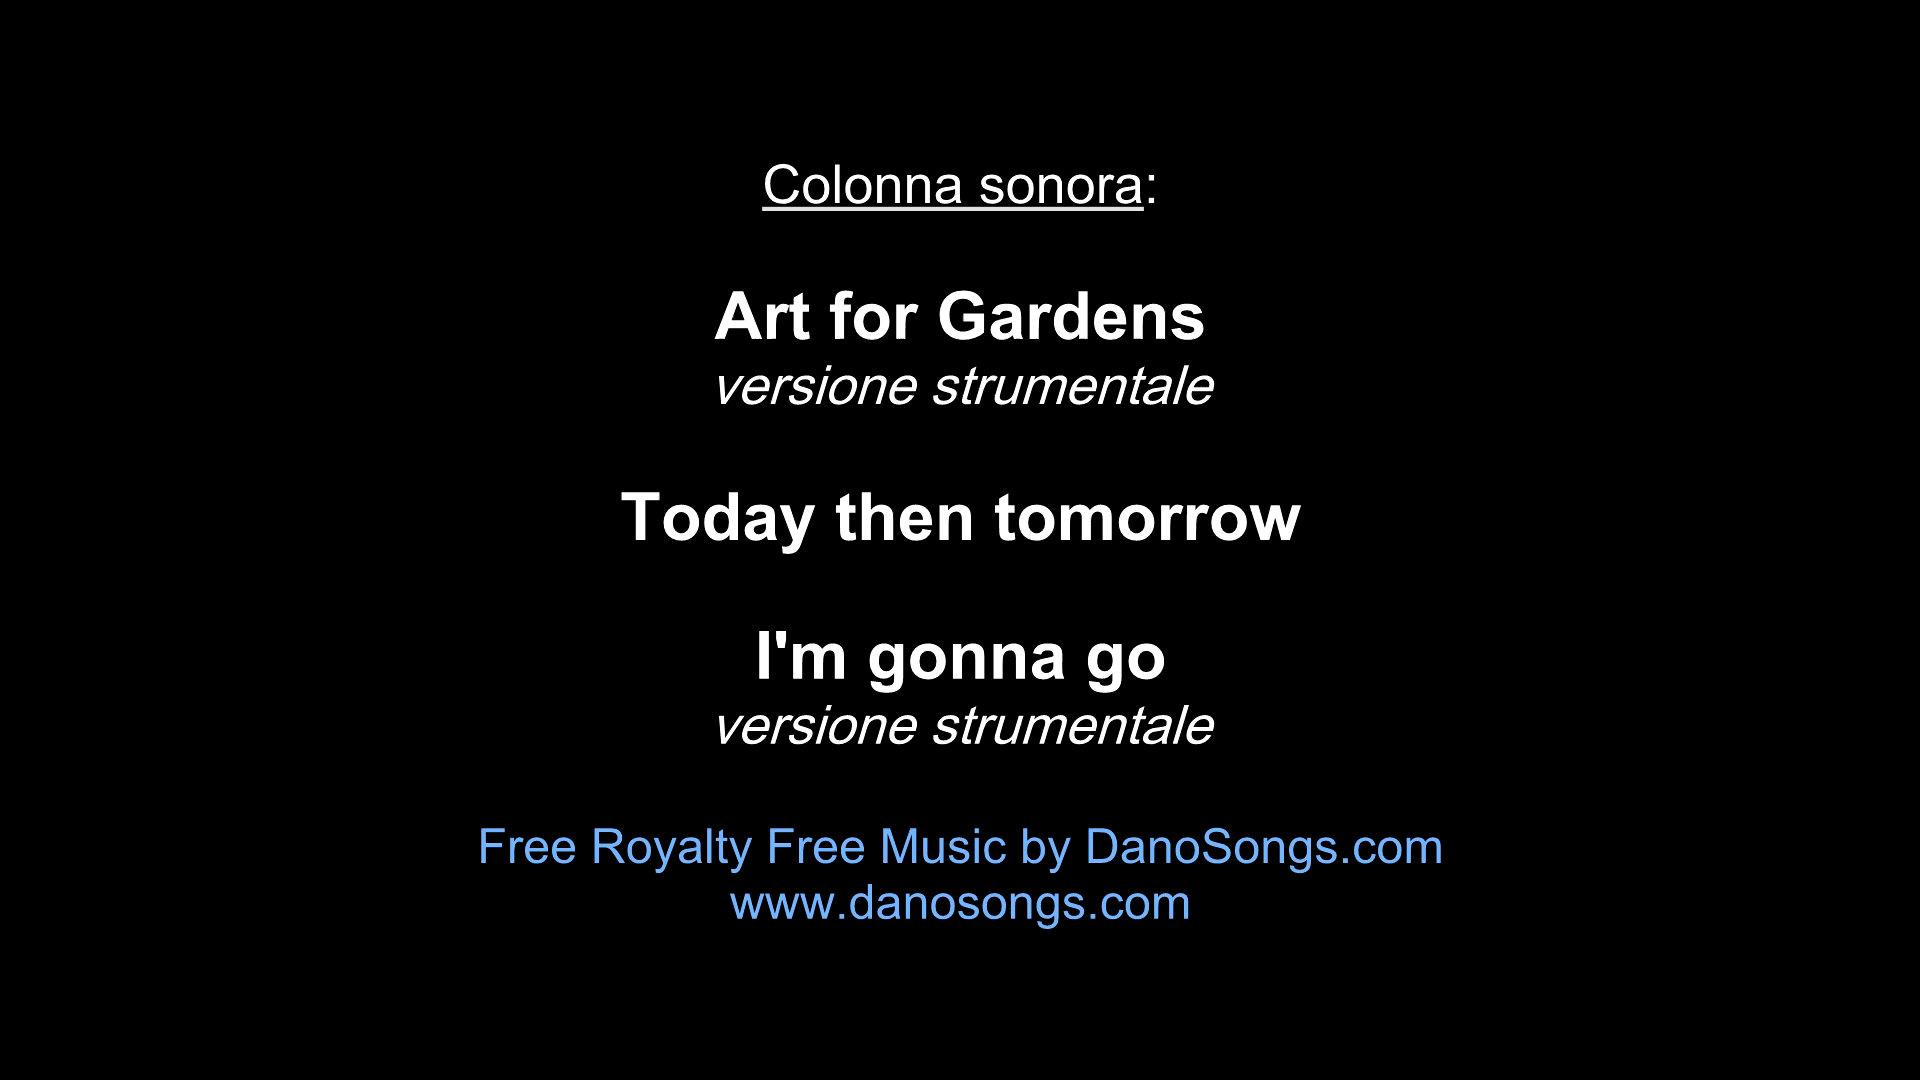 Colonna sonora:
Art for Gardens
versione strumentale
Today then tomorrow
I'm gonna go
versione strumentale
Free Royalty Free Music by DanoSongs.com
www.danosongs.com